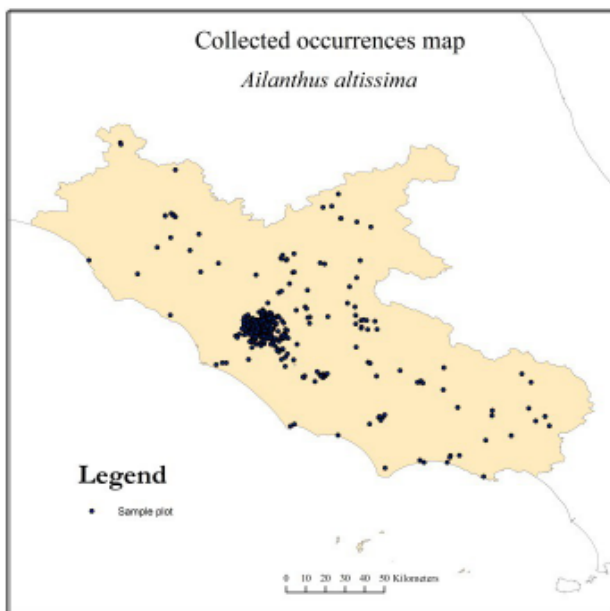 Collected occurrences map
Ailanthus altissima
Legend
Sample plot
0 10 20 30 40 50 Kilometers